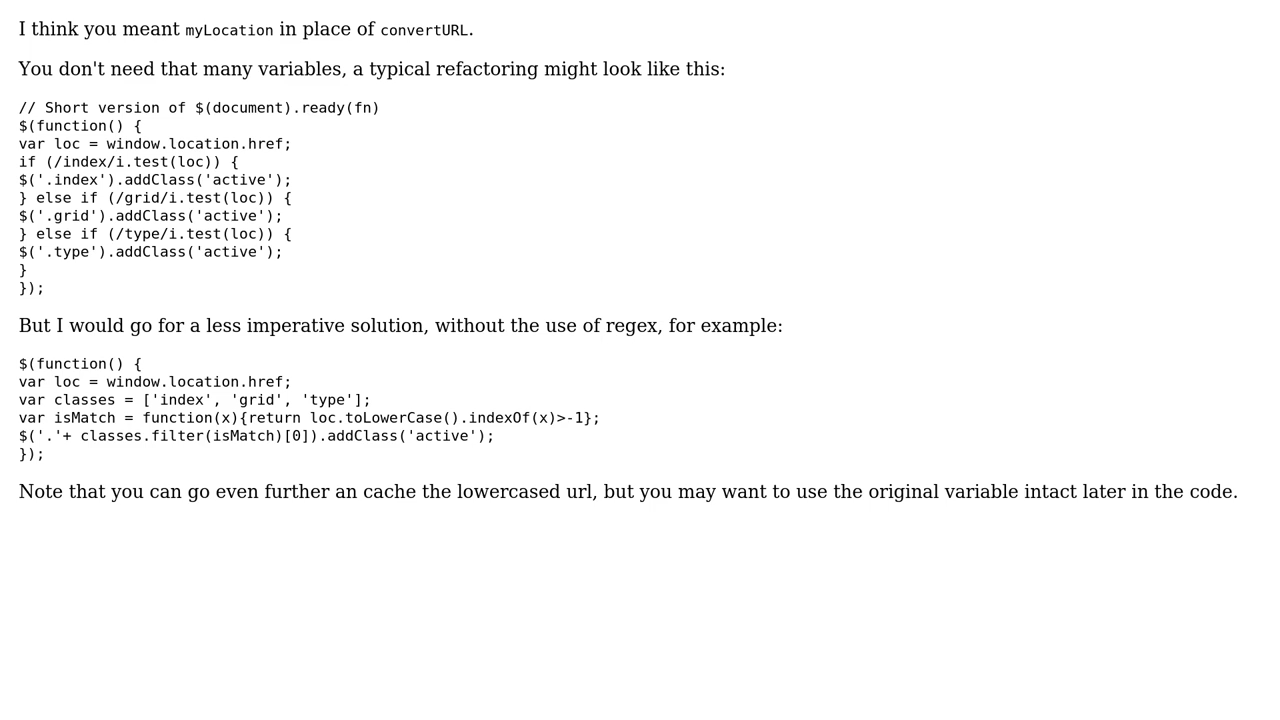 I think you meant myLocation in place of convertURL.
You don't need that many variables, a typical refactoring might look like this:
// Short version of $(document).ready(fn)
$(function() {
var loc = window.location.href;
if (/index/i.test(loc)) {
$('.index').addClass('active');
} else if (/grid/i.test(loc)) {
$('.grid').addClass('active');
} else if (/type/i.test(loc)) {
$('.type').addClass('active');
}
});
But I would go for a less imperative solution, without the use of regex, for example:
$(function() {
var loc = window.location.href;
var classes = ['index', 'grid', 'type'];
var isMatch = function(x){return loc.toLowerCase().indexOf(x)>-1};
$('.'+ classes.filter(isMatch)[0]).addClass('active');
});
Note that you can go even further an cache the lowercased url, but you may want to use the original variable intact later in the code.